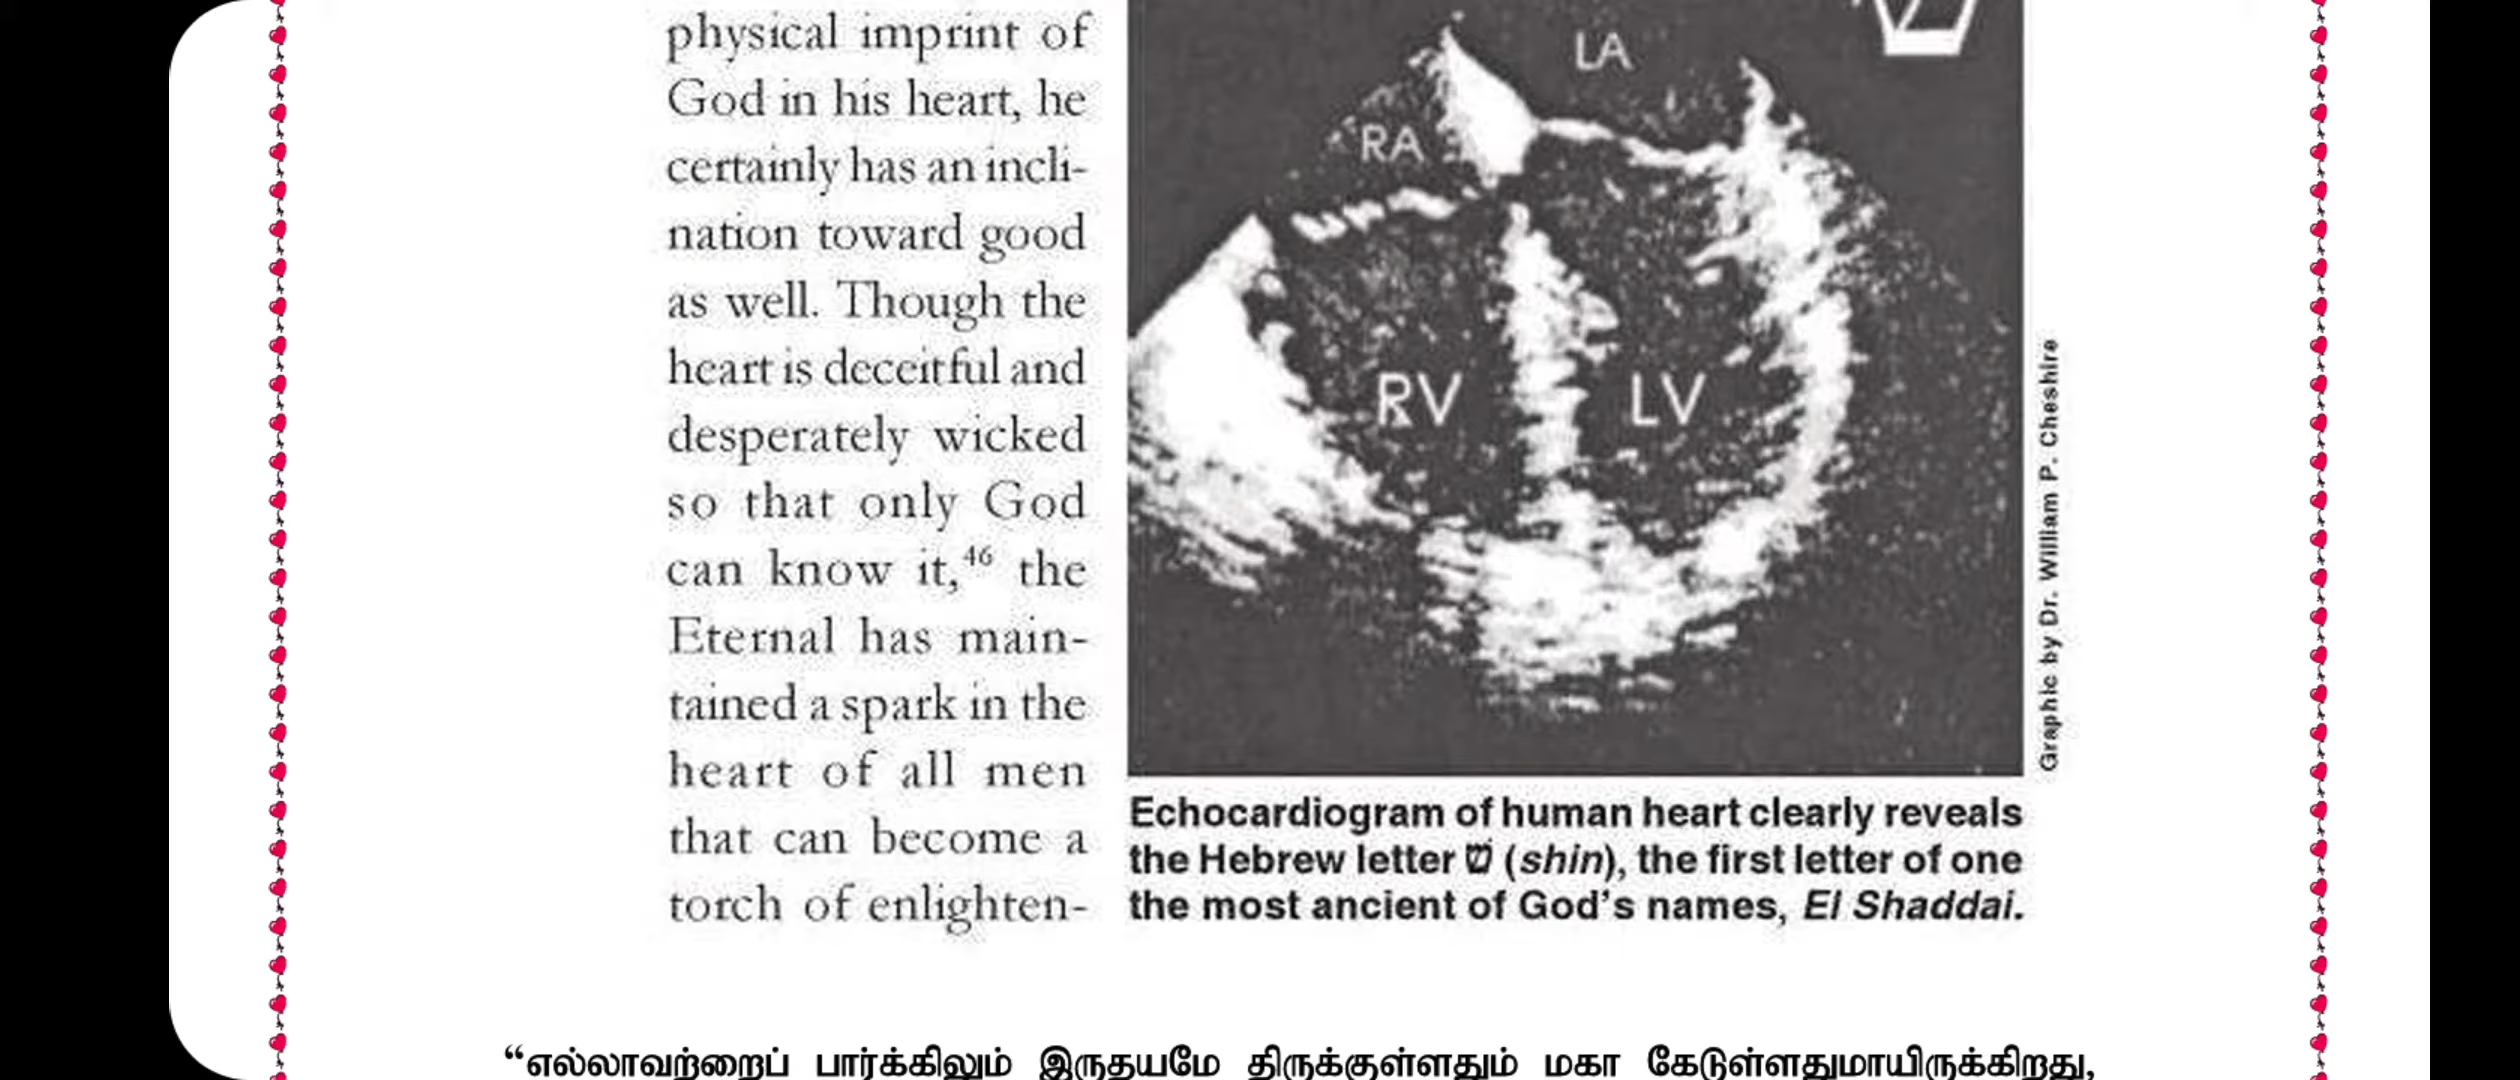 physical imprint of
God in his heart, he
certainly has an incli-
nation toward good
as well. Though the
heart is deceitful and
desperately wicked
so that only God
can know it,46 the
Eternal has main-
tained a spark in the
heart of all men
that can become a
torch of enlighten-
LA
RA
RV LV
Graphic by Dr. William P. Cheshire
Echocardiogram of human heart clearly reveals
the Hebrew letter שׁ (shin), the first letter of one
the most ancient of God's names, El Shaddai.
“எல்லாவற்றைப் பார்க்கிலும் இருதயமே திருக்குள்ளதும் மகா கேடுள்ளதுமாயிருக்கிறது,